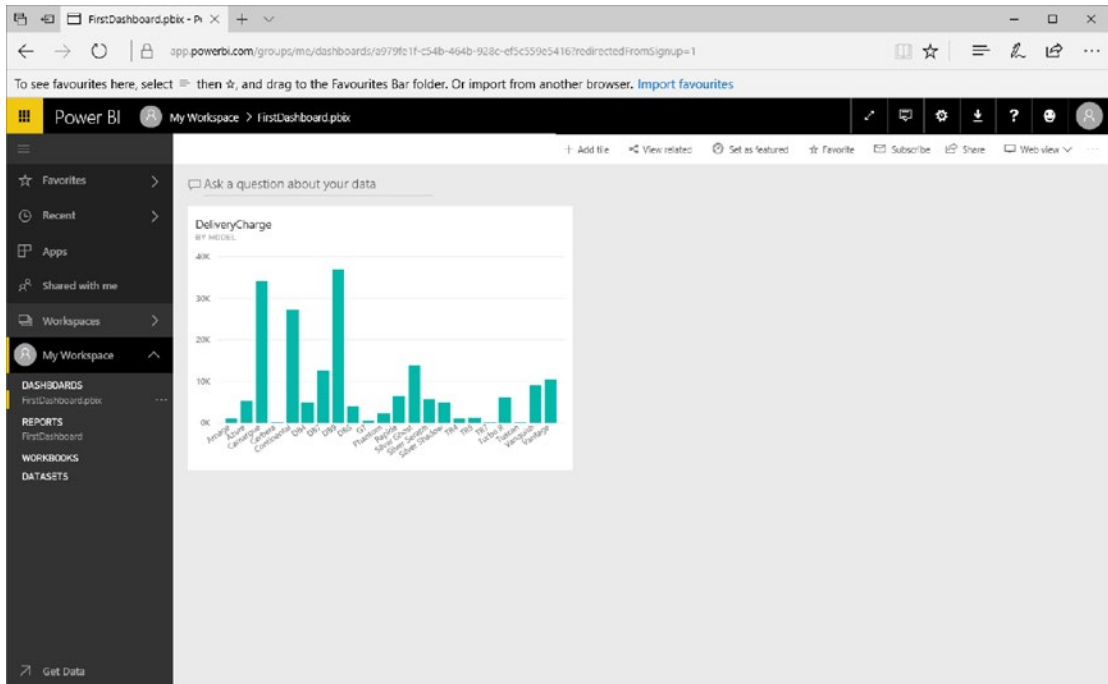 FirstDashboard.pbix - P
app.powerbi.com/groups/me/dashboards/a979fe1f-c54b-464b-928c-ef5c559e5416?redirectedFromSignup=1
To see favourites here, select then ☆, and drag to the Favourites Bar folder. Or import from another browser. Import favourites
Power BI My Workspace > FirstDashboard.pbix
+ Add tile View related Set as featured Favorite Subscribe Share Web view
Favorites
Ask a question about your data
Recent
Apps
Shared with me
Workspaces
My Workspace
DASHBOARDS
FirstDashboard.pbix
REPORTS
FirstDashboard
WORKBOOKS
DATASETS
Get Data
DeliveryCharge
BY MODEL
40K
30K
20K
10K
0K
Arnage
Azure
Camargue
Cerbera
Continental
DB4
DB7
DB9
GT
Phantom
Rapide
Silver Ghost
Silver Seraph
Silver Shadow
TR4
TR7
Turbo R
Tuscan
Vanquish
Vantage